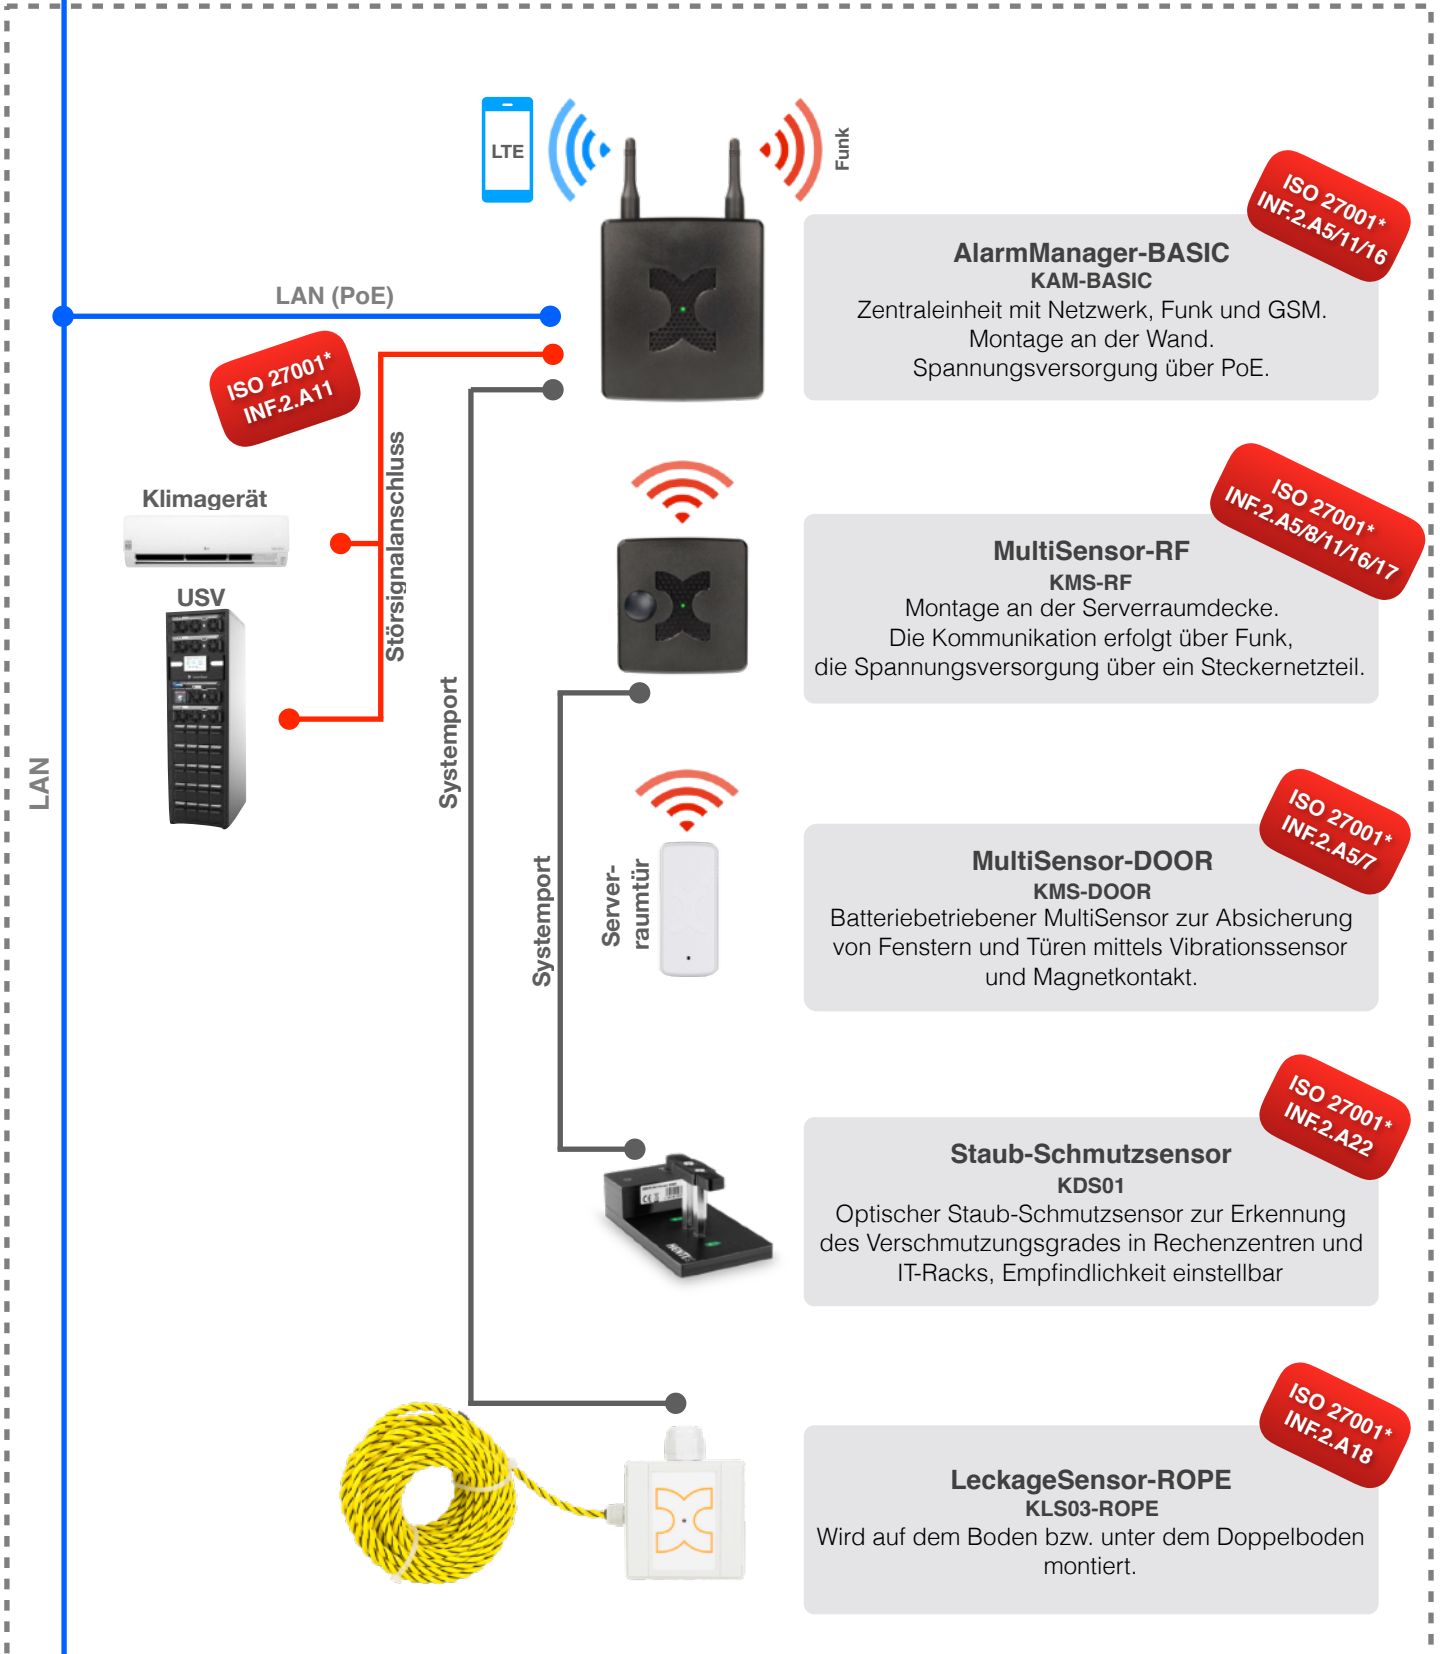 LTE
Funk
ISO 27001*
INF.2.A5/11/16
AlarmManager-BASIC
KAM-BASIC
Zentraleinheit mit Netzwerk, Funk und GSM.
Montage an der Wand.
Spannungsversorgung über PoE.
LAN (PoE)
ISO 27001*
INF.2.A11
Störsignalanschluss
Klimagerät
USV
LAN
Systemport
ISO 27001*
INF.2.A5/8/11/16/17
MultiSensor-RF
KMS-RF
Montage an der Serverraumdecke.
Die Kommunikation erfolgt über Funk,
die Spannungsversorgung über ein Steckernetzteil.
Systemport
Server-
raumtür
ISO 27001*
INF.2.A5/7
MultiSensor-DOOR
KMS-DOOR
Batteriebetriebener MultiSensor zur Absicherung
von Fenstern und Türen mittels Vibrationssensor
und Magnetkontakt.
ISO 27001*
INF.2.A22
Staub-Schmutzsensor
KDS01
Optischer Staub-Schmutzsensor zur Erkennung
des Verschmutzungsgrades in Rechenzentren und
IT-Racks, Empfindlichkeit einstellbar
ISO 27001*
INF.2.A18
LeckageSensor-ROPE
KLS03-ROPE
Wird auf dem Boden bzw. unter dem Doppelboden
montiert.